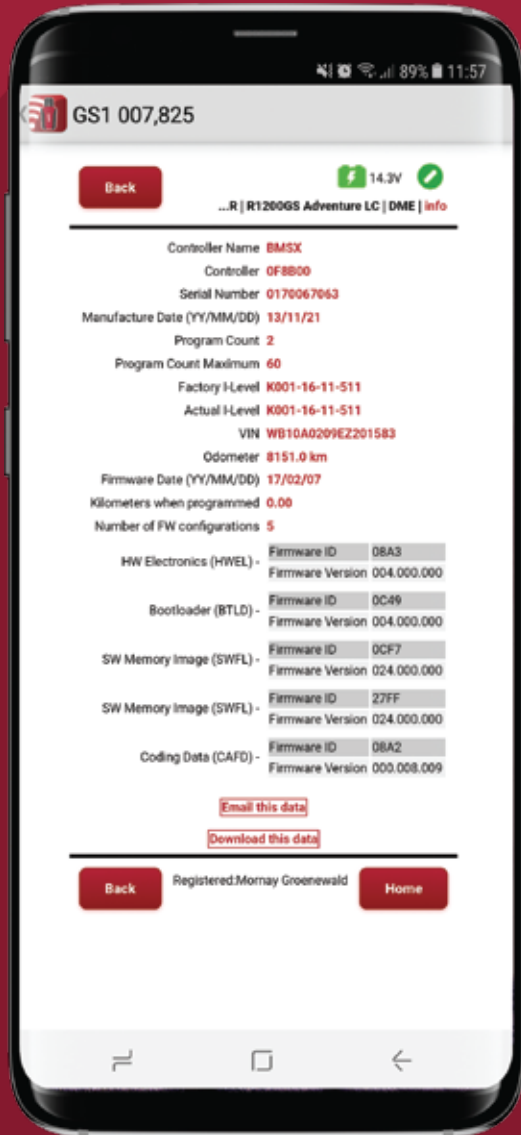 89% 11:57
GS1 007,825
Back
14.3V
...R | R1200GS Adventure LC | DME | info
Controller Name BMSX
Controller 0F8B00
Serial Number 0170067063
Manufacture Date (YY/MM/DD) 13/11/21
Program Count 2
Program Count Maximum 60
Factory I-Level K001-16-11-511
Actual I-Level K001-16-11-511
VIN WB10A0209EZ201583
Odometer 8151.0 km
Firmware Date (YY/MM/DD) 17/02/07
Kilometers when programmed 0.00
Number of FW configurations 5
HW Electronics (HWEL) -
Firmware ID 08A3
Firmware Version 004.000.000
Bootloader (BTLD) -
Firmware ID 0C49
Firmware Version 004.000.000
SW Memory Image (SWFL) -
Firmware ID 0CF7
Firmware Version 024.000.000
SW Memory Image (SWFL) -
Firmware ID 27FF
Firmware Version 024.000.000
Coding Data (CAFD) -
Firmware ID 08A2
Firmware Version 000.008.009
Email this data
Download this data
Back
Registered:Mornay Groenewald
Home